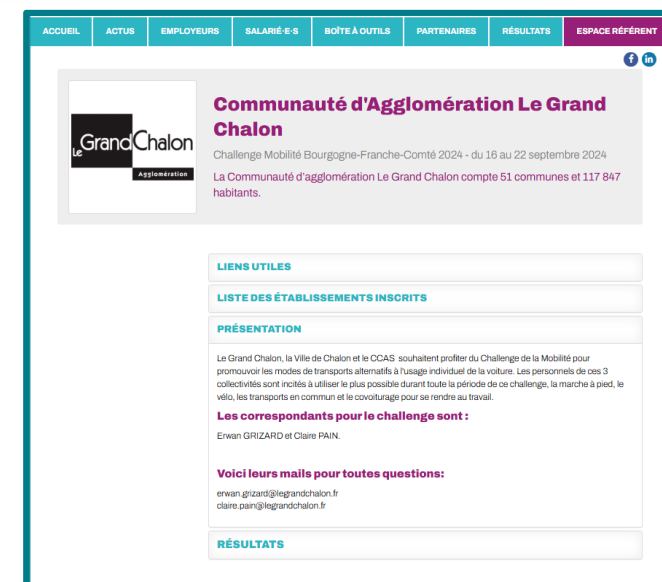 ACCUEIL
ACTUS
EMPLOYEURS
SALARIÉ·E·S
BOÎTE À OUTILS
PARTENAIRES
RÉSULTATS
ESPACE RÉFÉRENT
Le GrandChalon
Agglomération
Communauté d'Agglomération Le Grand
Chalon
Challenge Mobilité Bourgogne-Franche-Comté 2024 - du 16 au 22 septembre 2024
La Communauté d'agglomération Le Grand Chalon compte 51 communes et 117 847
habitants.
LIENS UTILES
LISTE DES ÉTABLISSEMENTS INSCRITS
PRÉSENTATION
Le Grand Chalon, la Ville de Chalon et le CCAS souhaitent profiter du Challenge de la Mobilité pour
promouvoir les modes de transports alternatifs à l'usage individuel de la voiture. Les personnels de ces 3
collectivités sont incités à utiliser le plus possible durant toute la période de ce challenge, la marche à pied, le
vélo, les transports en commun et le covoiturage pour se rendre au travail.
Les correspondants pour le challenge sont :
Erwan GRIZARD et Claire PAIN.
Voici leurs mails pour toutes questions:
erwan.grizard@legrandchalon.fr
claire.pain@legrandchalon.fr
RÉSULTATS